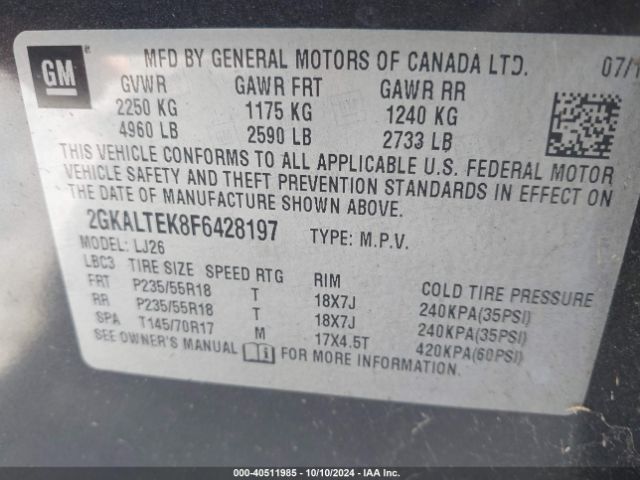 GM
MFD BY GENERAL MOTORS OF CANADA LTD. 07/1
GVWR GAWR FRT GAWR RR
2250 KG 1175 KG 1240 KG
4960 LB 2590 LB 2733 LB
THIS VEHICLE CONFORMS TO ALL APPLICABLE U.S. FEDERAL MOTOR
VEHICLE SAFETY AND THEFT PREVENTION STANDARDS IN EFFECT ON
THE DATE OF MANUFACTURE SHOWN ABOVE.
2GKALTEK8F6428197 TYPE: M.P.V.
MODEL: LJ26
LBC3 TIRE SIZE SPEED RTG RIM COLD TIRE PRESSURE
FRT P235/55R18 T 18X7J 240KPA(35PSI)
RR P235/55R18 T 18X7J 240KPA(35PSI)
SPA T145/70R17 M 17X4.5T 420KPA(60PSI)
SEE OWNER'S MANUAL FOR MORE INFORMATION.
000-40511985 - 10/10/2024 - IAA Inc.